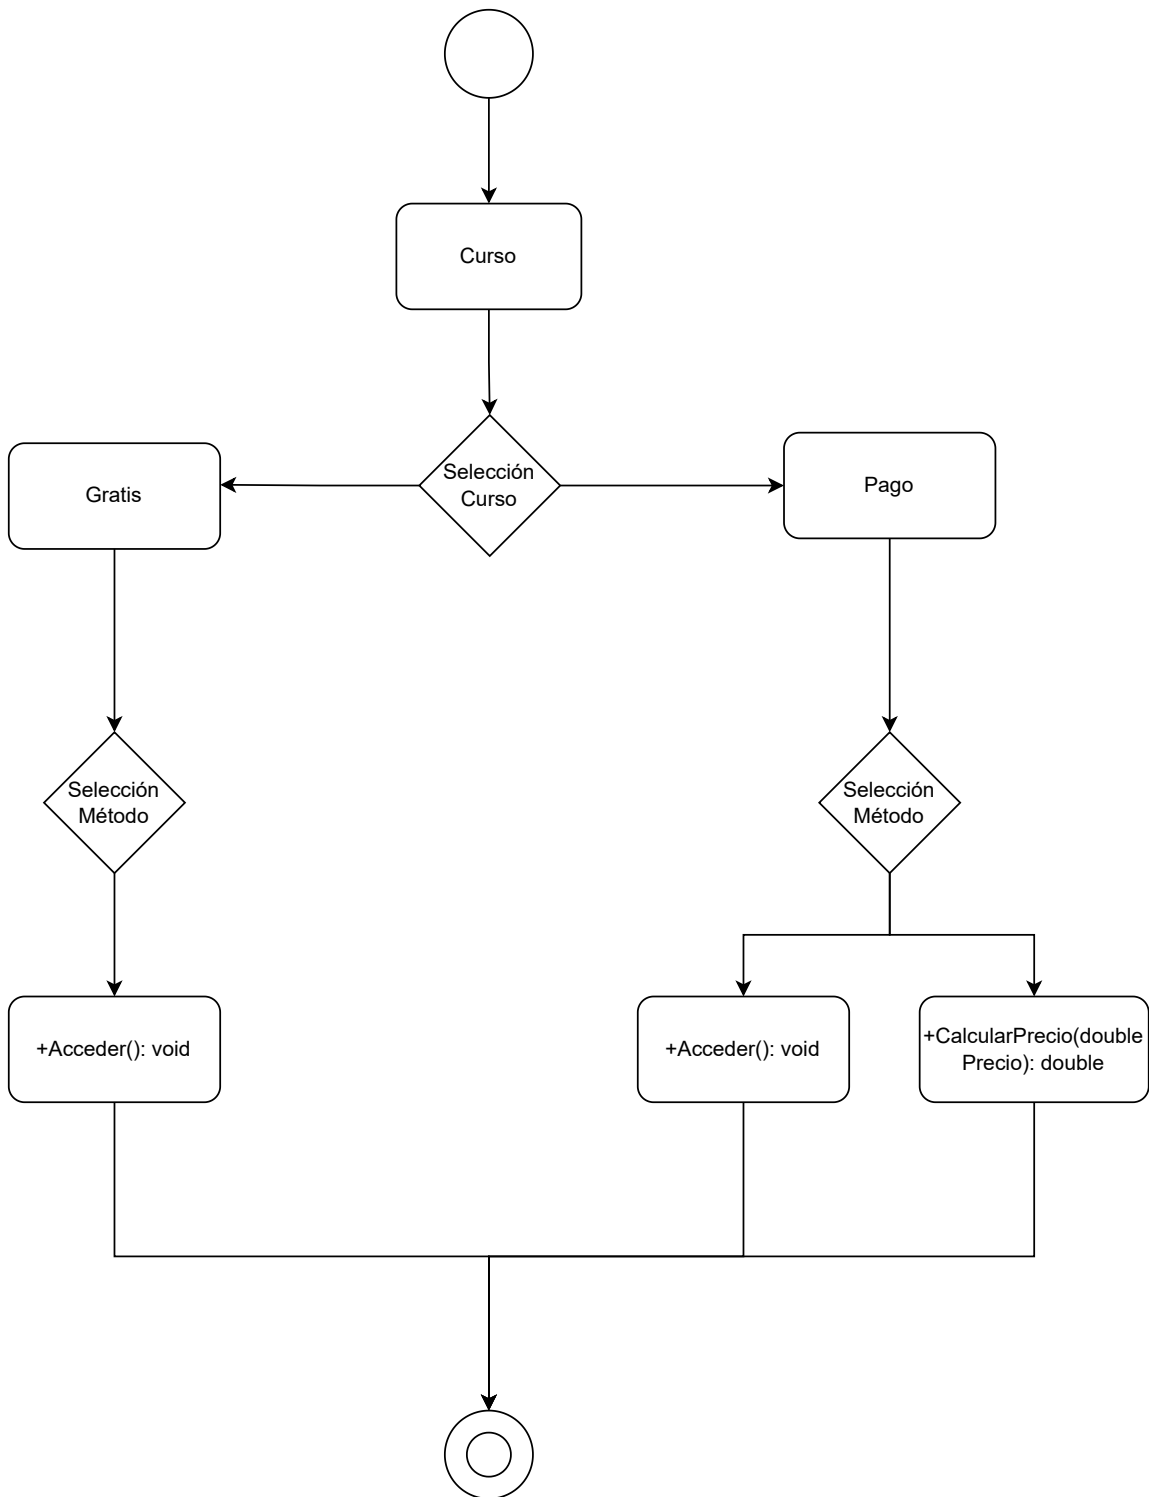 Curso
Selección
Curso
Gratis
Pago
Selección
Método
Selección
Método
+Acceder(): void
+Acceder(): void
+CalcularPrecio(double
Precio): double